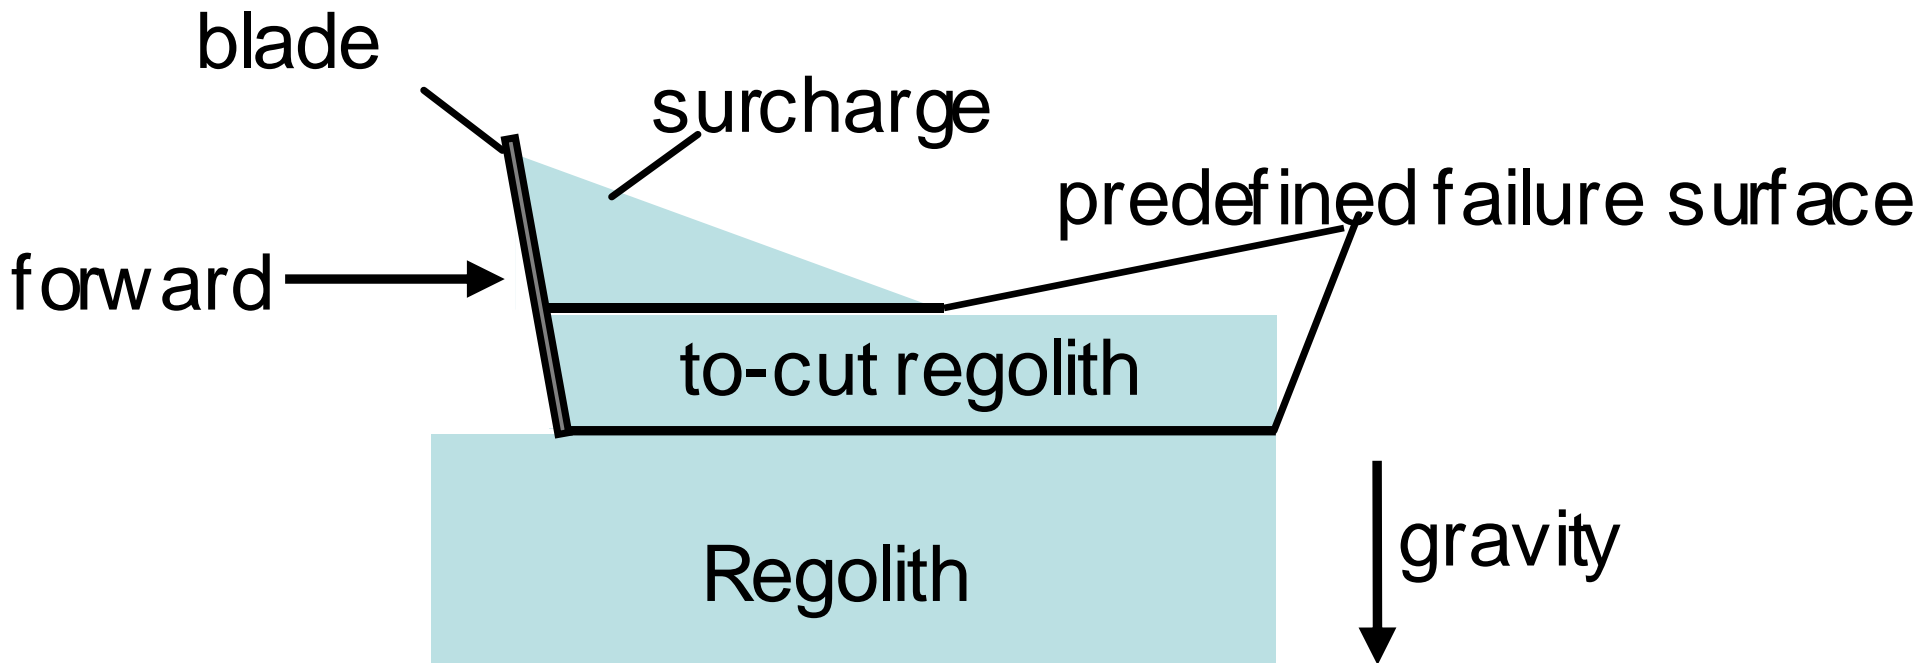 blade
surcharge
predefined failure surface
forward
to-cut regolith
Regolith
gravity